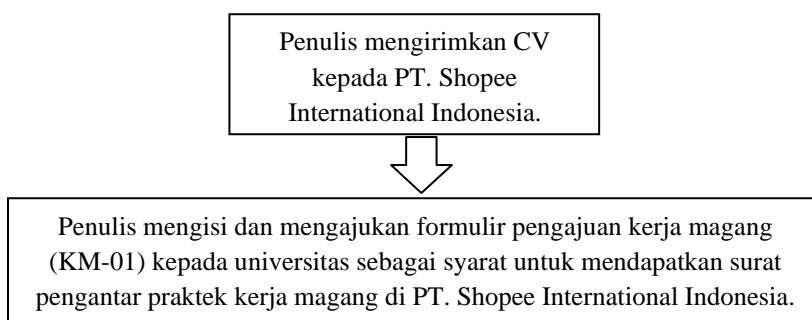 Penulis mengirimkan CV
kepada PT. Shopee
International Indonesia.
Penulis mengisi dan mengajukan formulir pengajuan kerja magang
(KM-01) kepada universitas sebagai syarat untuk mendapatkan surat
pengantar praktek kerja magang di PT. Shopee International Indonesia.